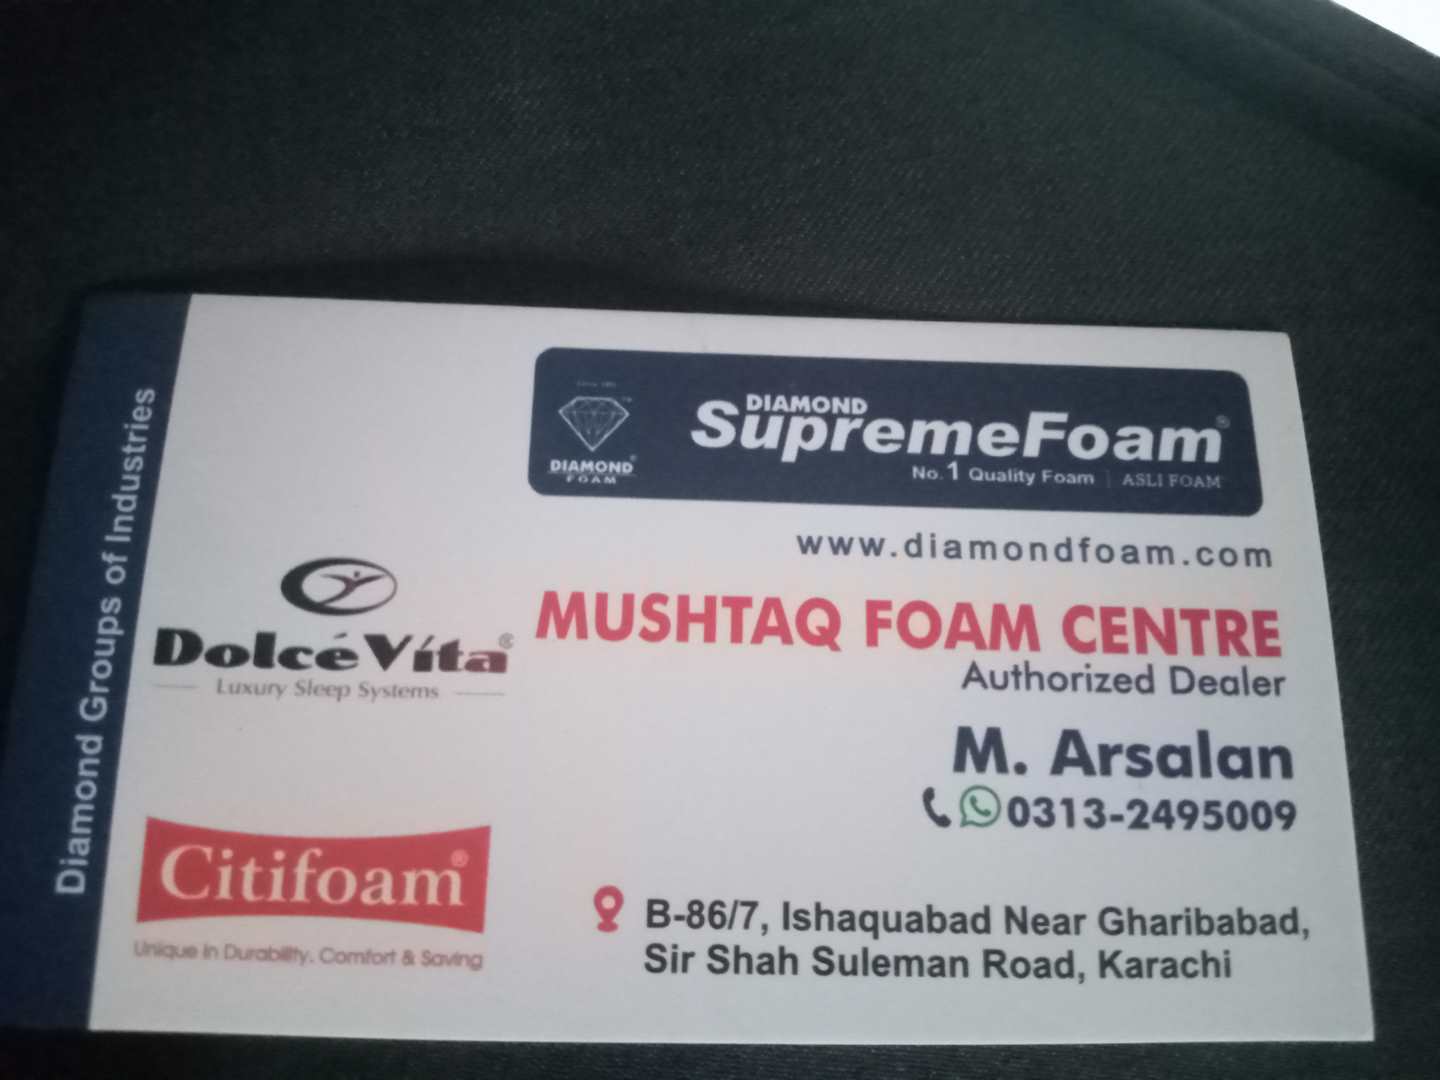 Diamond Groups of Industries
DIAMOND
FOAM
DIAMOND
SupremeFoam®
No.1 Quality Foam | ASLI FOAM
www.diamondfoam.com
DolcéVita®
Luxury Sleep Systems
MUSHTAQ FOAM CENTRE
Authorized Dealer
M. Arsalan
0313-2495009
Citifoam®
Unique In Durability, Comfort & Saving
B-86/7, Ishaquabad Near Gharibabad,
Sir Shah Suleman Road, Karachi